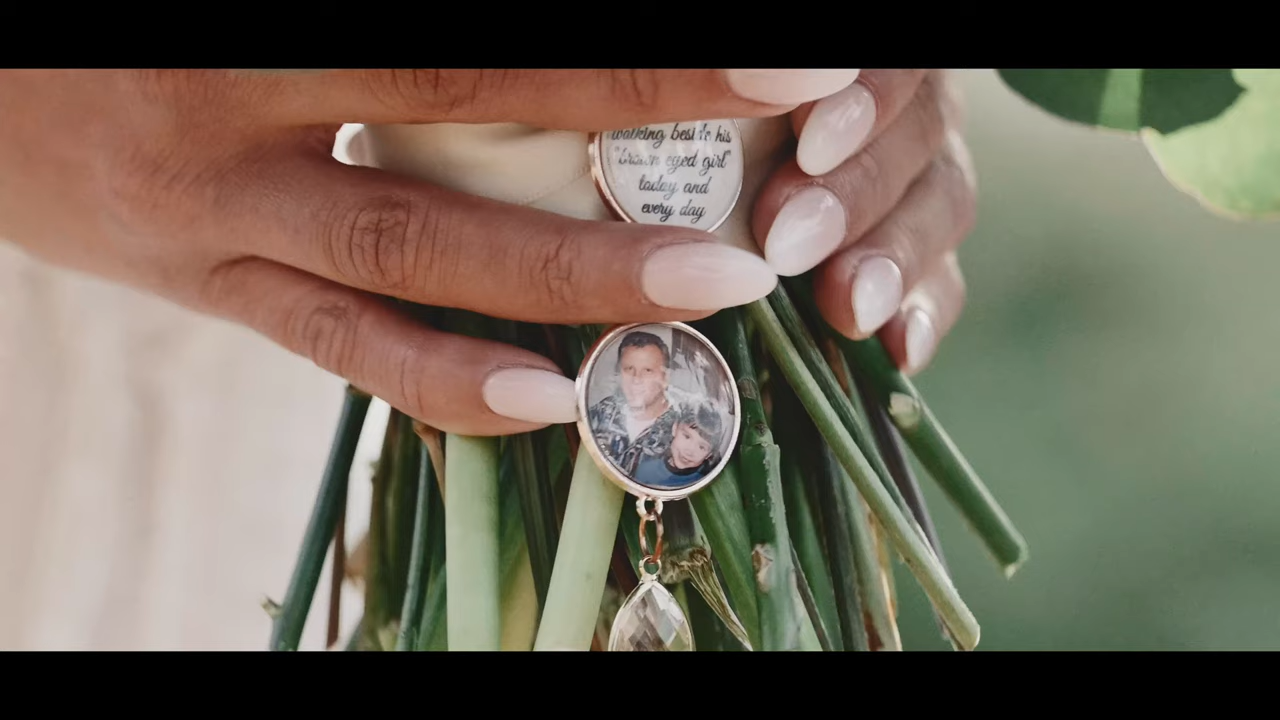 walking beside his
"brown eyed girl"
today and
every day